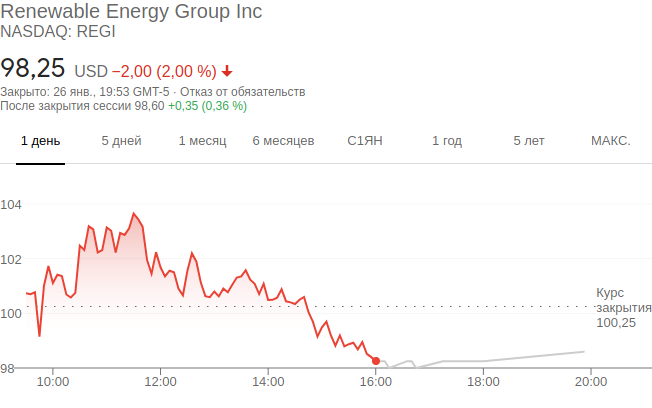 Renewable Energy Group Inc
NASDAQ: REGI
98,25 USD −2,00 (2,00 %)
Закрыто: 26 янв., 19:53 GMT-5 · Отказ от обязательств
После закрытия сессии 98,60 +0,35 (0,36 %)
1 день 5 дней 1 месяц 6 месяцев С1ЯН 1 год 5 лет МАКС.
104
102
100
98
Курс
закрытия
100,25
10:00 12:00 14:00 16:00 18:00 20:00